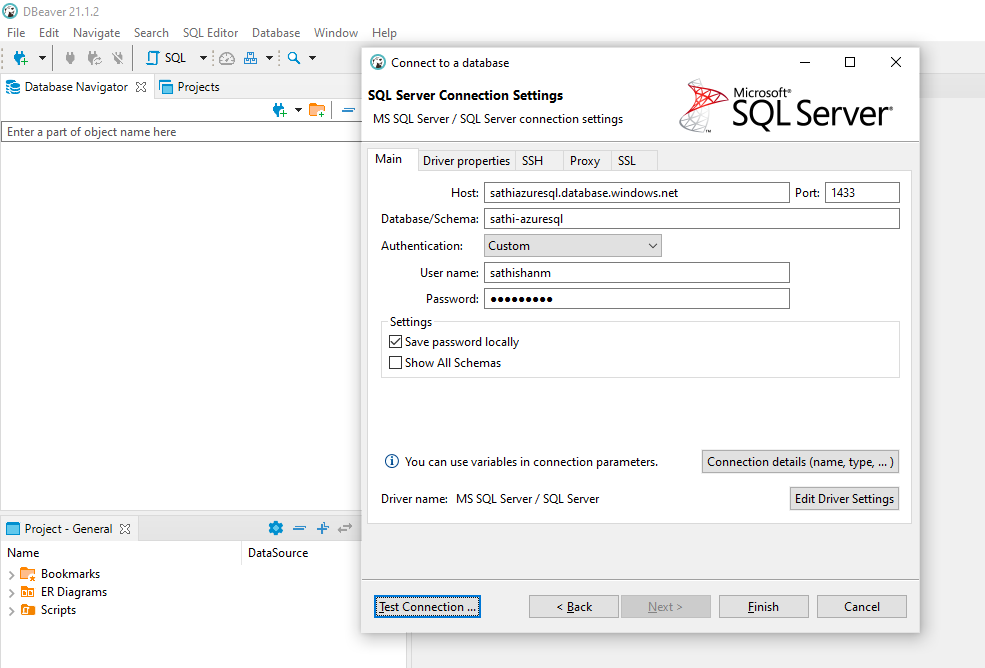 DBeaver 21.1.2
File Edit Navigate Search SQL Editor Database Window Help
SQL
Database Navigator Projects
Enter a part of object name here
Project - General
Name DataSource
Bookmarks
ER Diagrams
Scripts
Connect to a database
SQL Server Connection Settings
MS SQL Server / SQL Server connection settings
Microsoft®
SQL Server®
Main Driver properties SSH Proxy SSL
Host: sathiazuresql.database.windows.net Port: 1433
Database/Schema: sathi-azuresql
Authentication: Custom
User name: sathishanm
Password: ●●●●●●●●●
Settings
Save password locally
Show All Schemas
You can use variables in connection parameters. Connection details (name, type, ... )
Driver name: MS SQL Server / SQL Server Edit Driver Settings
Test Connection ... < Back Next > Finish Cancel